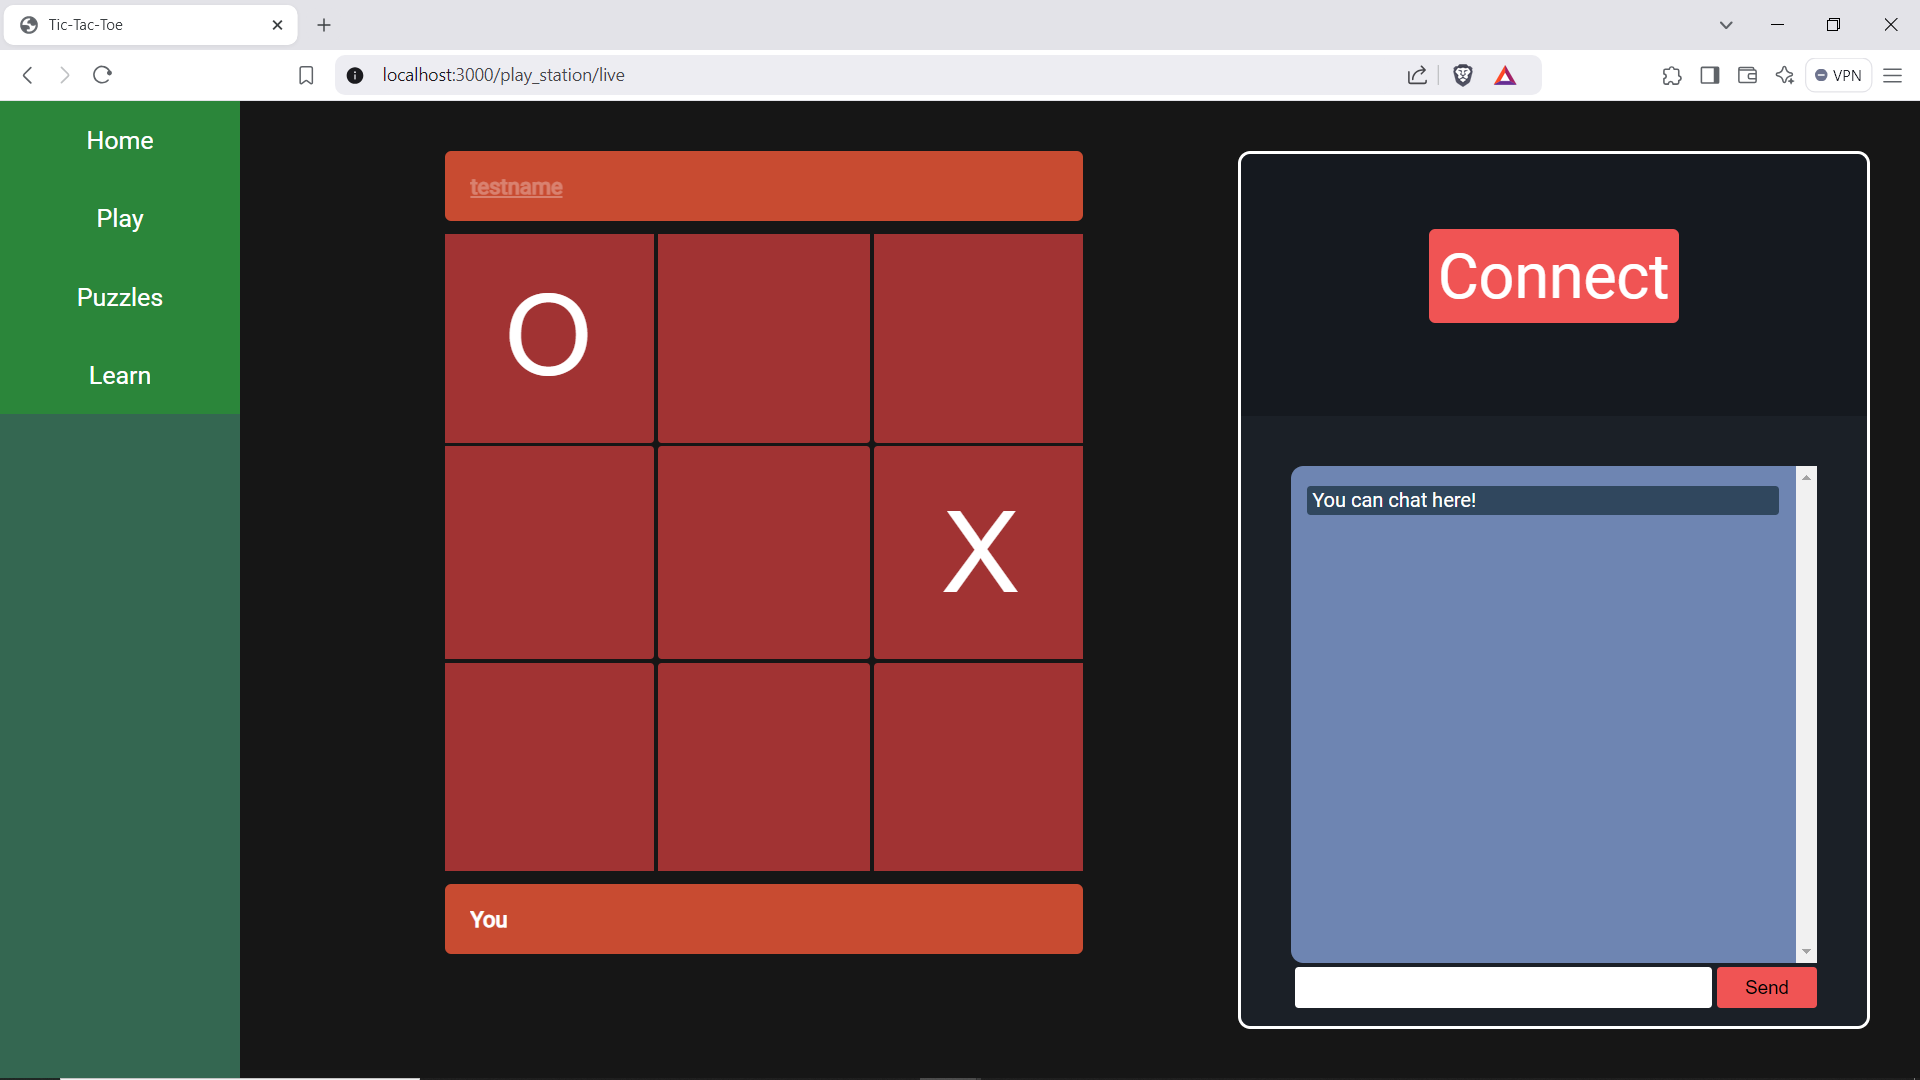 Tic-Tac-Toe
localhost:3000/play_station/live
VPN
Home
Play
Puzzles
Learn
testname
O
X
You
Connect
You can chat here!
Send